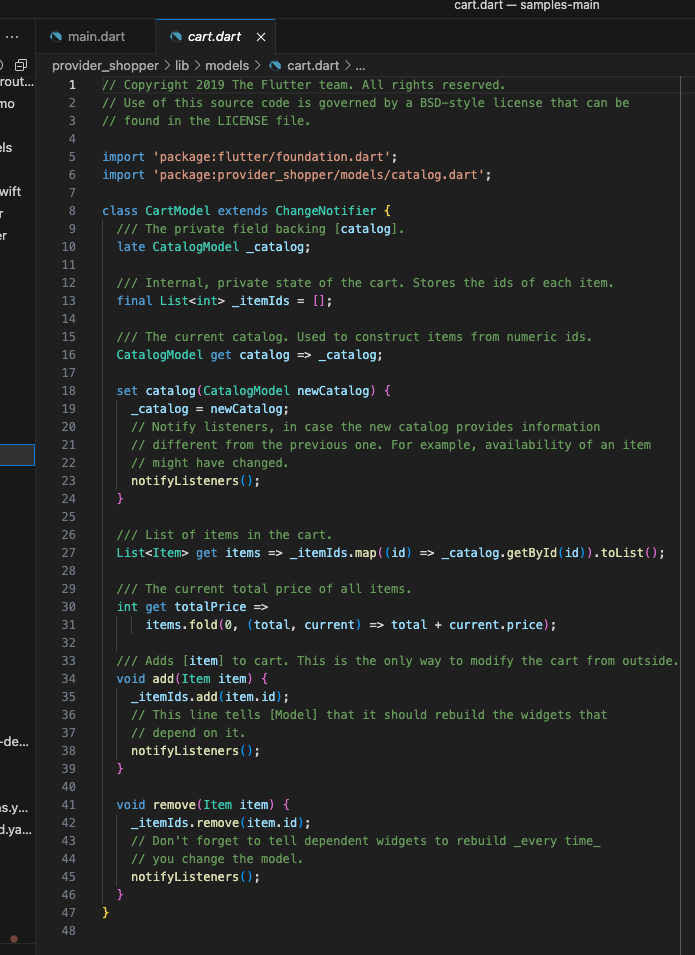 cart.dart — samples-main
...
main.dart
cart.dart
provider_shopper > lib > models > cart.dart > ...
rout...
mo
els
wift
r
er
-de...
s.y...
d.ya...
1 // Copyright 2019 The Flutter team. All rights reserved.
2 // Use of this source code is governed by a BSD-style license that can be
3 // found in the LICENSE file.
4
5 import 'package:flutter/foundation.dart';
6 import 'package:provider_shopper/models/catalog.dart';
7
8 class CartModel extends ChangeNotifier {
9   /// The private field backing [catalog].
10   late CatalogModel _catalog;
11
12   /// Internal, private state of the cart. Stores the ids of each item.
13   final List<int> _itemIds = [];
14
15   /// The current catalog. Used to construct items from numeric ids.
16   CatalogModel get catalog => _catalog;
17
18   set catalog(CatalogModel newCatalog) {
19     _catalog = newCatalog;
20     // Notify listeners, in case the new catalog provides information
21     // different from the previous one. For example, availability of an item
22     // might have changed.
23     notifyListeners();
24   }
25
26   /// List of items in the cart.
27   List<Item> get items => _itemIds.map((id) => _catalog.getById(id)).toList();
28
29   /// The current total price of all items.
30   int get totalPrice =>
31       items.fold(0, (total, current) => total + current.price);
32
33   /// Adds [item] to cart. This is the only way to modify the cart from outside.
34   void add(Item item) {
35     _itemIds.add(item.id);
36     // This line tells [Model] that it should rebuild the widgets that
37     // depend on it.
38     notifyListeners();
39   }
40
41   void remove(Item item) {
42     _itemIds.remove(item.id);
43     // Don't forget to tell dependent widgets to rebuild _every time_
44     // you change the model.
45     notifyListeners();
46   }
47 }
48